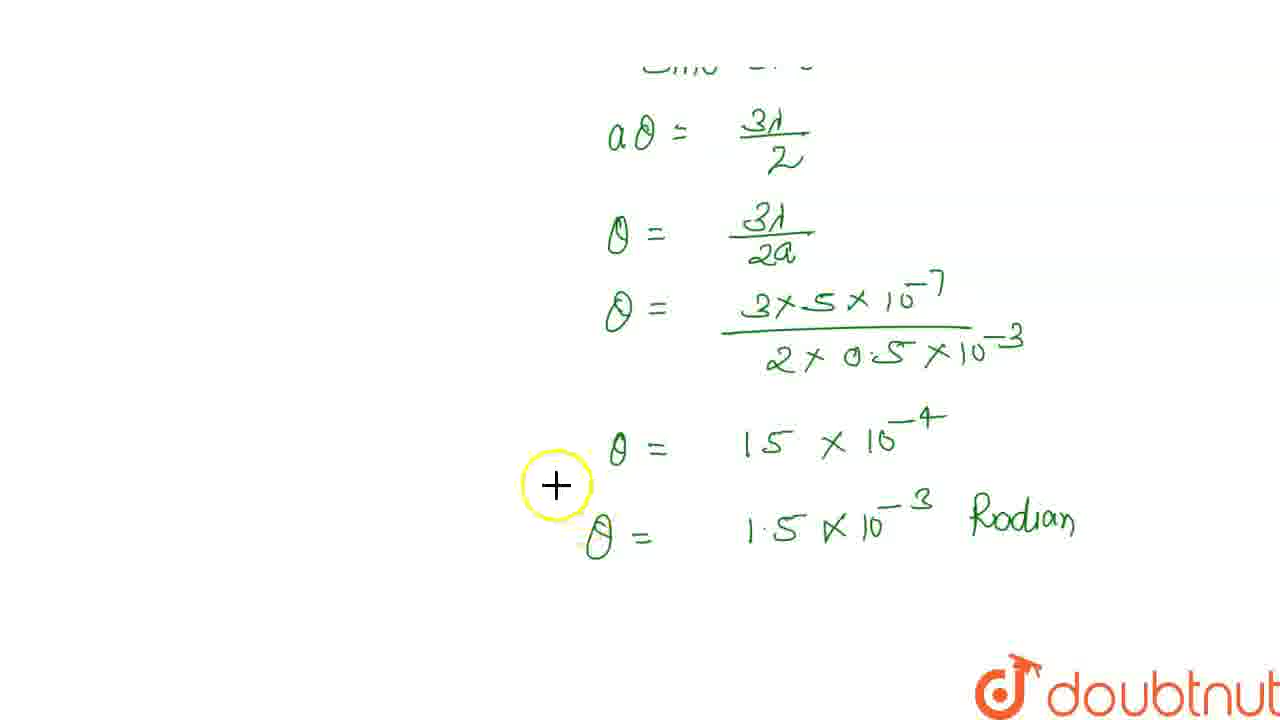 aθ = 3λ/2
θ = 3λ/2a
θ = 3×5×10⁻⁷/2×0.5×10⁻³
θ = 15 × 10⁻⁴
θ = 1.5×10⁻³ Rodian
doubtnut